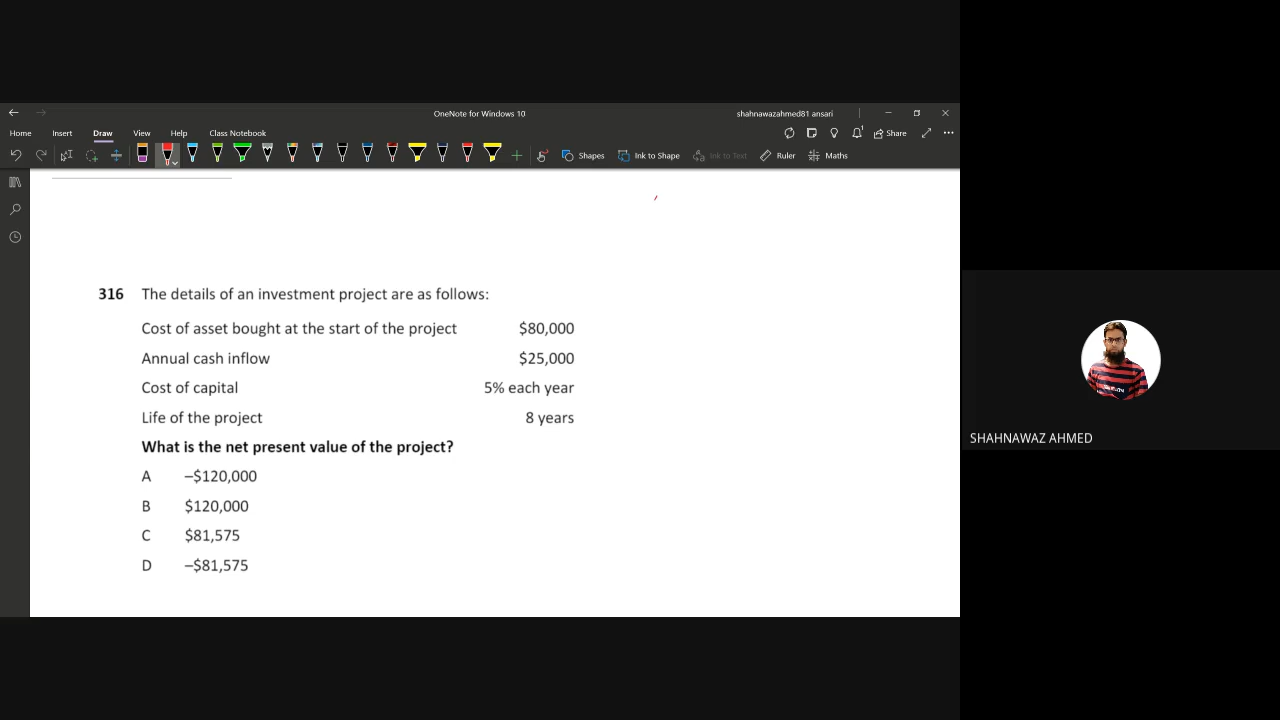 OneNote for Windows 10
shahnawazahmed81 ansari
Home Insert Draw View Help Class Notebook
Share
Shapes Ink to Shape Ink to Text Ruler Maths
316 The details of an investment project are as follows:
Cost of asset bought at the start of the project $80,000
Annual cash inflow $25,000
Cost of capital 5% each year
Life of the project 8 years
What is the net present value of the project?
A –$120,000
B $120,000
C $81,575
D –$81,575
SHAHNAWAZ AHMED